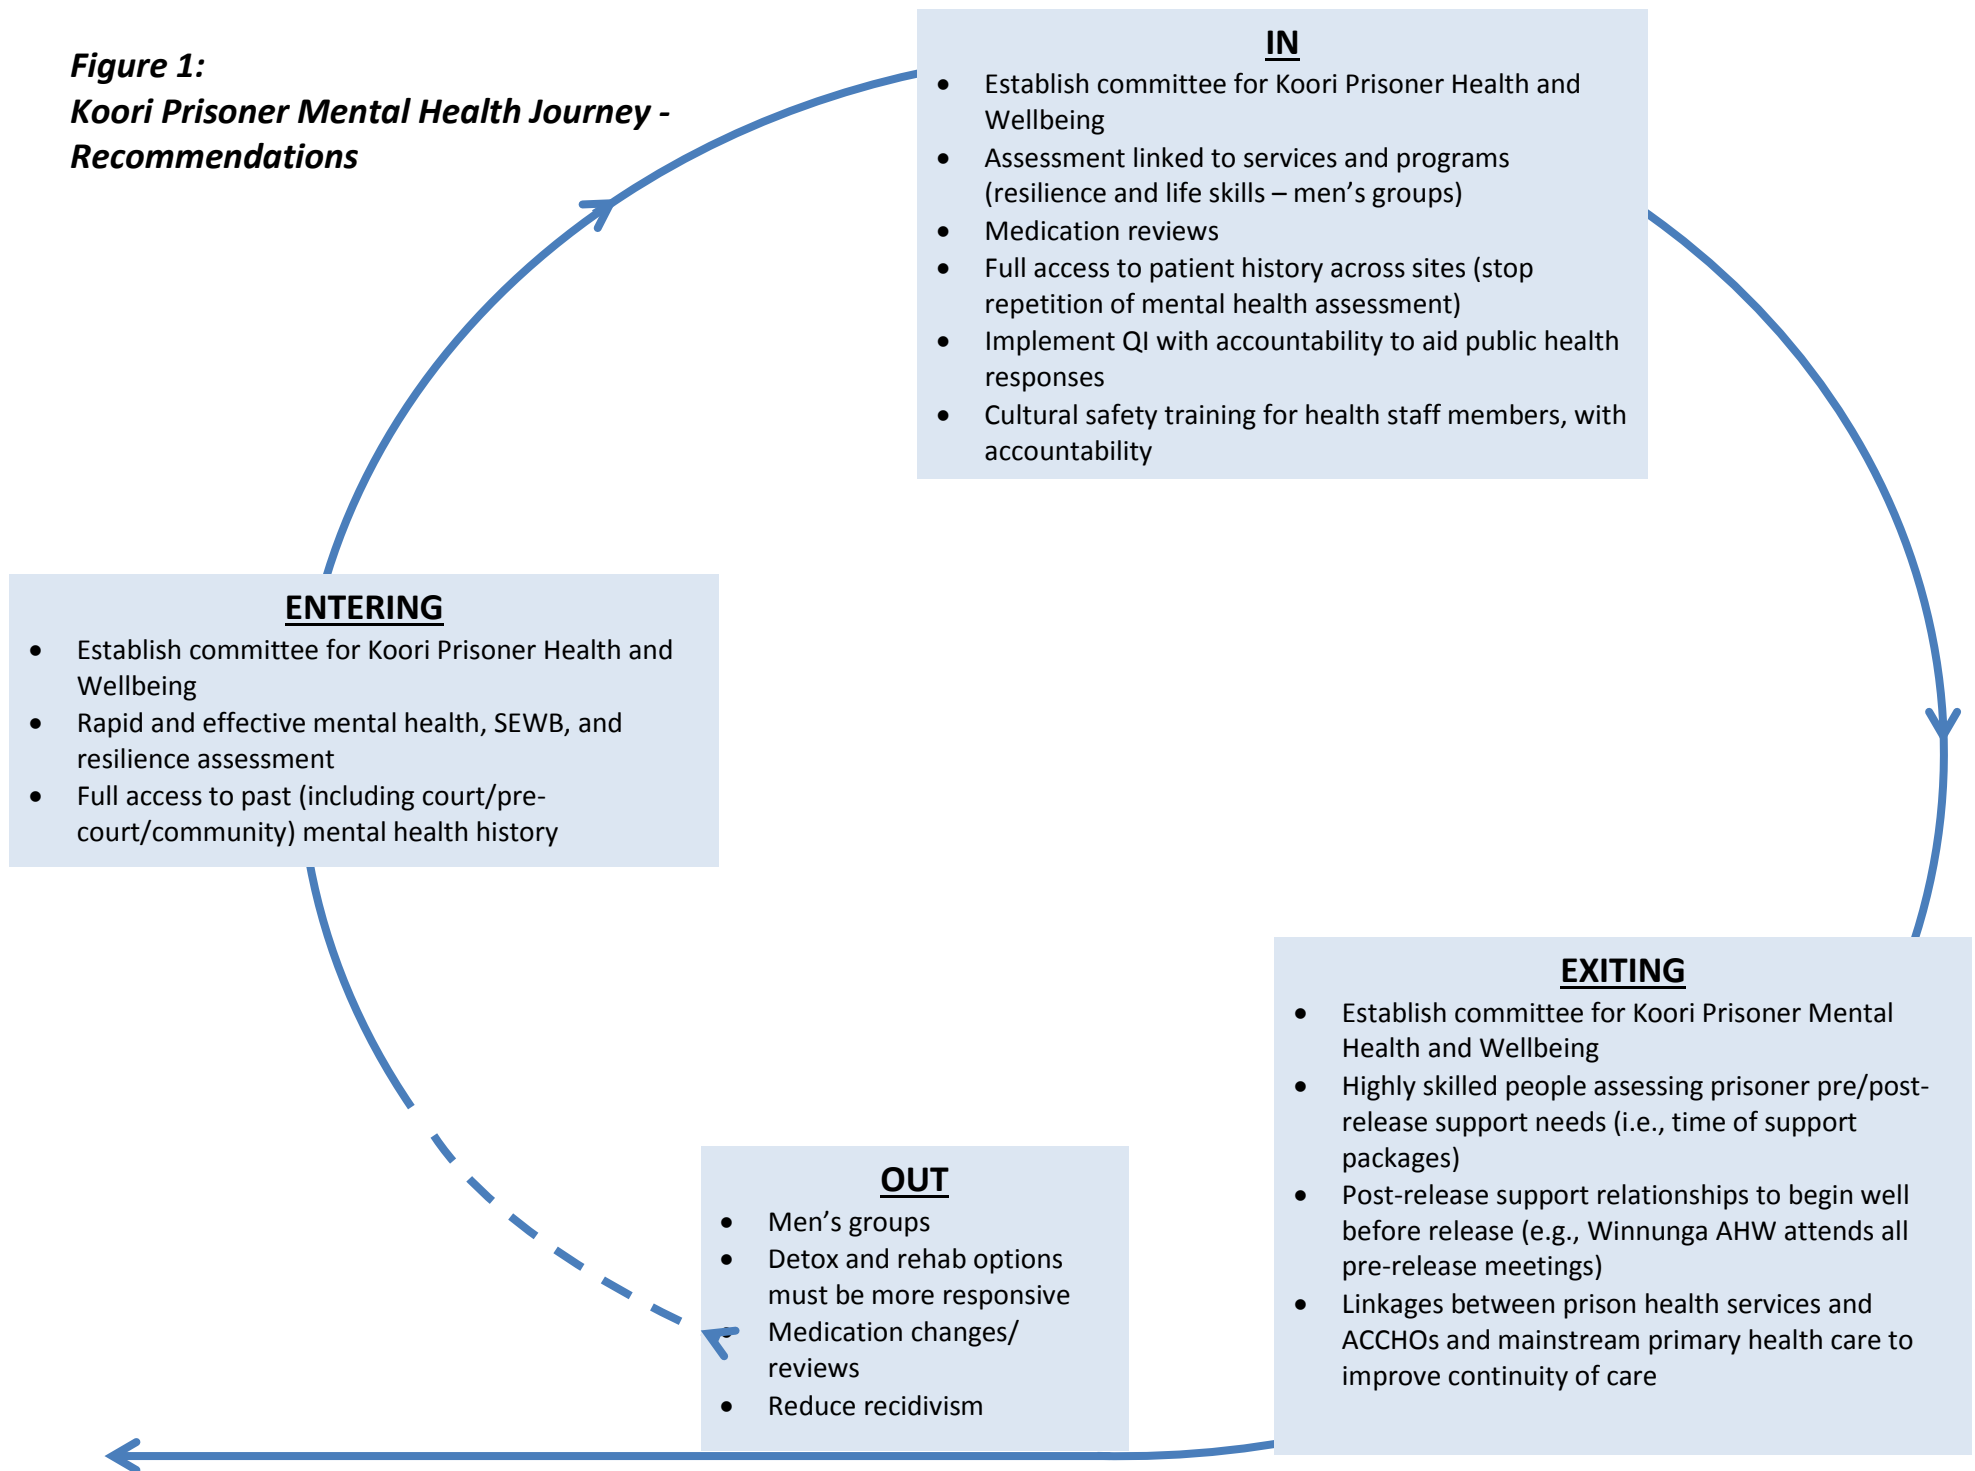 Figure 1:
Koori Prisoner Mental Health Journey -
Recommendations
IN
• Establish committee for Koori Prisoner Health and
Wellbeing
• Assessment linked to services and programs
(resilience and life skills – men’s groups)
• Medication reviews
• Full access to patient history across sites (stop
repetition of mental health assessment)
• Implement QI with accountability to aid public health
responses
• Cultural safety training for health staff members, with
accountability
ENTERING
• Establish committee for Koori Prisoner Health and
Wellbeing
• Rapid and effective mental health, SEWB, and
resilience assessment
• Full access to past (including court/pre-
court/community) mental health history
EXITING
• Establish committee for Koori Prisoner Mental
Health and Wellbeing
• Highly skilled people assessing prisoner pre/post-
release support needs (i.e., time of support
packages)
• Post-release support relationships to begin well
before release (e.g., Winnunga AHW attends all
pre-release meetings)
• Linkages between prison health services and
ACCHOs and mainstream primary health care to
improve continuity of care
OUT
• Men’s groups
• Detox and rehab options
must be more responsive
• Medication changes/
reviews
• Reduce recidivism